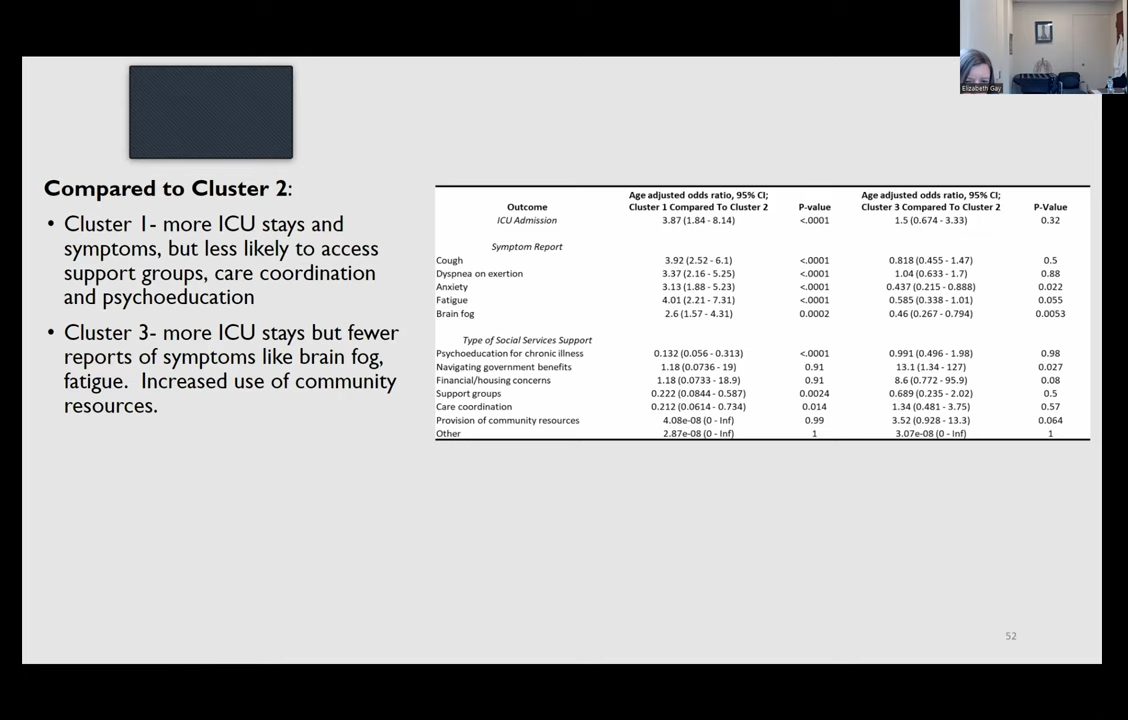 Elizabeth Gay
Compared to Cluster 2:
• Cluster 1- more ICU stays and
symptoms, but less likely to access
support groups, care coordination
and psychoeducation
• Cluster 3- more ICU stays but fewer
reports of symptoms like brain fog,
fatigue. Increased use of community
resources.
Age adjusted odds ratio, 95% CI; Age adjusted odds ratio, 95% CI;
Outcome Cluster 1 Compared To Cluster 2 P-value Cluster 3 Compared To Cluster 2 P-Value
ICU Admission 3.87 (1.84 - 8.14) <.0001 1.5 (0.674 - 3.33) 0.32
Symptom Report
Cough 3.92 (2.52 - 6.1) <.0001 0.818 (0.455 - 1.47) 0.5
Dyspnea on exertion 3.37 (2.16 - 5.25) <.0001 1.04 (0.633 - 1.7) 0.88
Anxiety 3.13 (1.88 - 5.23) <.0001 0.437 (0.215 - 0.888) 0.022
Fatigue 4.01 (2.21 - 7.31) <.0001 0.585 (0.338 - 1.01) 0.055
Brain fog 2.6 (1.57 - 4.31) 0.0002 0.46 (0.267 - 0.794) 0.0053
Type of Social Services Support
Psychoeducation for chronic illness 0.132 (0.056 - 0.313) <.0001 0.991 (0.496 - 1.98) 0.98
Navigating government benefits 1.18 (0.0736 - 19) 0.91 13.1 (1.34 - 127) 0.027
Financial/housing concerns 1.18 (0.0733 - 18.9) 0.91 8.6 (0.772 - 95.9) 0.08
Support groups 0.222 (0.0844 - 0.587) 0.0024 0.689 (0.235 - 2.02) 0.5
Care coordination 0.212 (0.0614 - 0.734) 0.014 1.34 (0.481 - 3.75) 0.57
Provision of community resources 4.08e-08 (0 - Inf) 0.99 3.52 (0.928 - 13.3) 0.064
Other 2.87e-08 (0 - Inf) 1 3.07e-08 (0 - Inf) 1
52